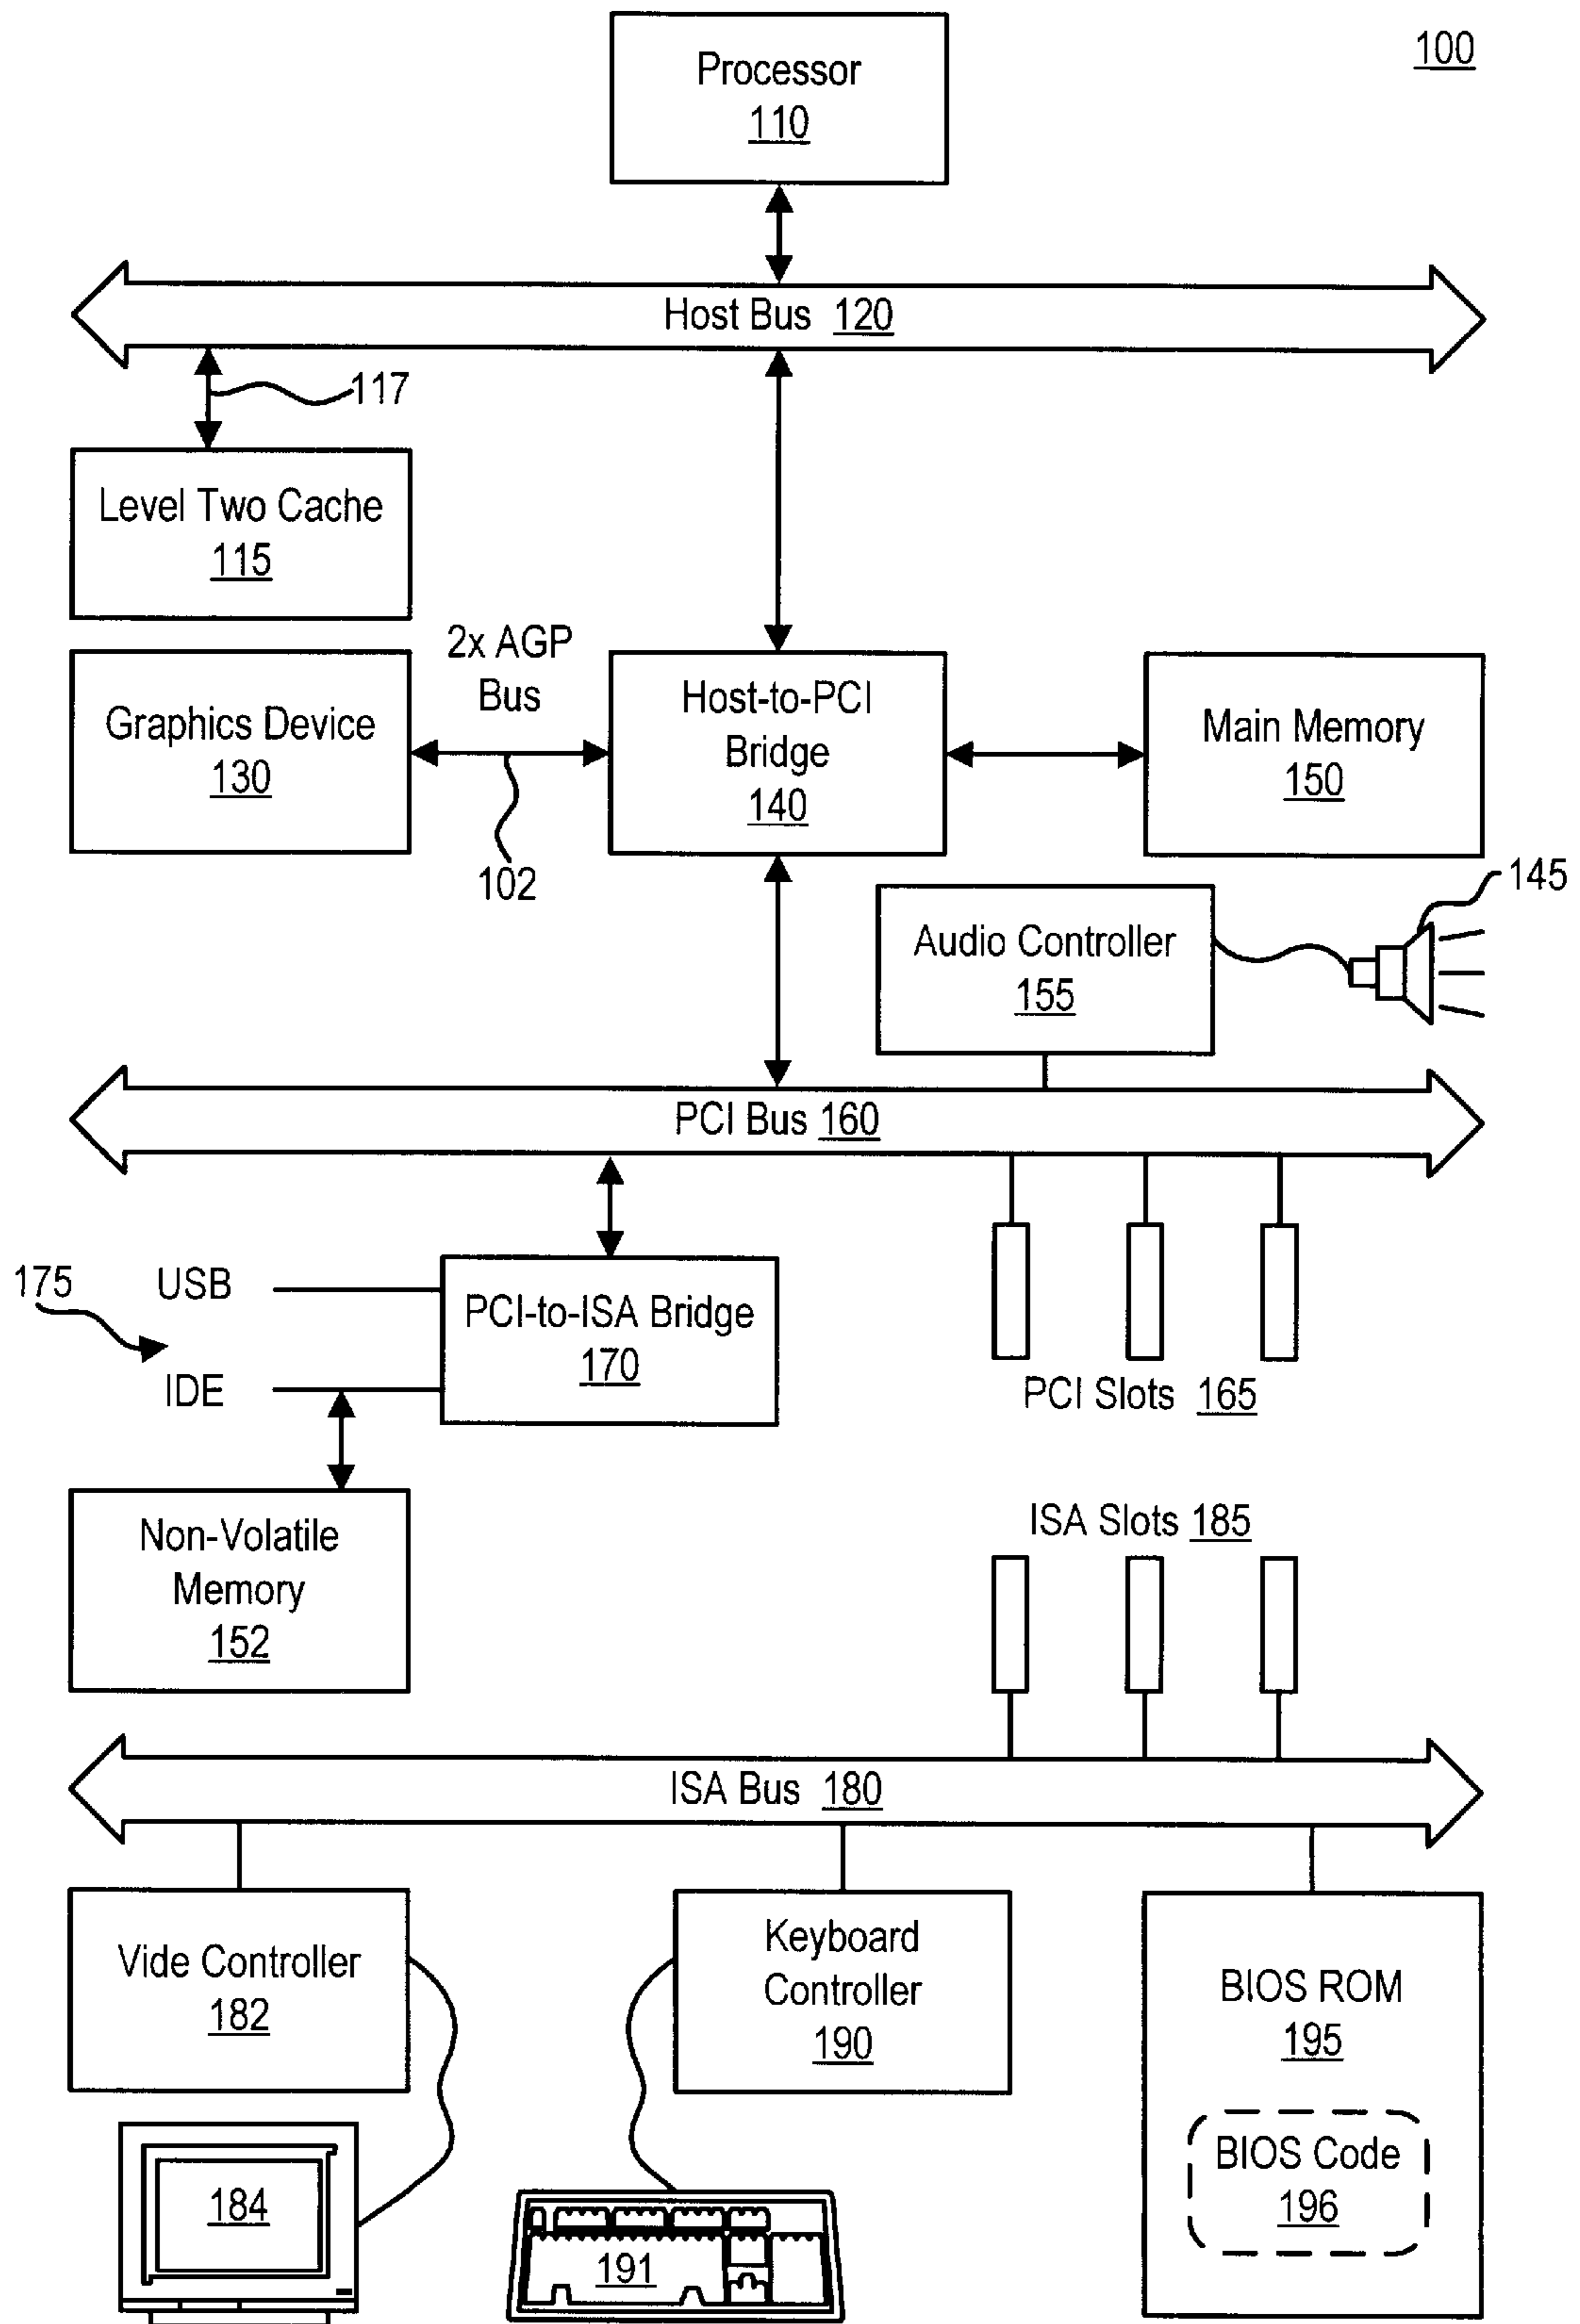 100
Processor
110
Host Bus 120
117
Level Two Cache
115
2x AGP
Bus
Graphics Device
130
102
Host-to-PCI
Bridge
140
Main Memory
150
145
Audio Controller
155
PCI Bus 160
175
USB
IDE
PCI-to-ISA Bridge
170
PCI Slots 165
Non-Volatile
Memory
152
ISA Slots 185
ISA Bus 180
Vide Controller
182
Keyboard
Controller
190
BIOS ROM
195
BIOS Code
196
184
191